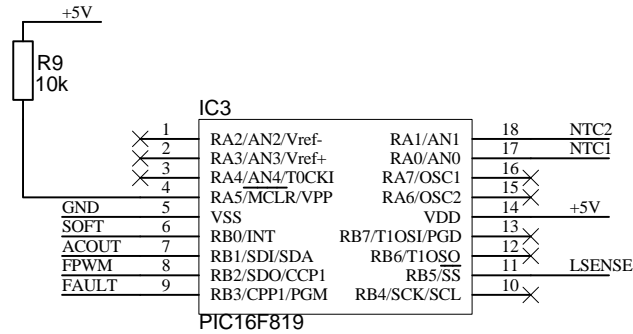 +5V
R9
10k
IC3
1 RA2/AN2/Vref- RA1/AN1 18 NTC2
2 RA3/AN3/Vref+ RA0/AN0 17 NTC1
3 RA4/AN4/T0CKI RA7/OSC1 16
4 RA5/MCLR/VPP RA6/OSC2 15
GND 5 VSS VDD 14 +5V
SOFT 6 RB0/INT RB7/T1OSI/PGD 13
ACOUT 7 RB1/SDI/SDA RB6/T1OSO 12
FPWM 8 RB2/SDO/CCP1 RB5/SS 11 LSENSE
FAULT 9 RB3/CPP1/PGM RB4/SCK/SCL 10
PIC16F819